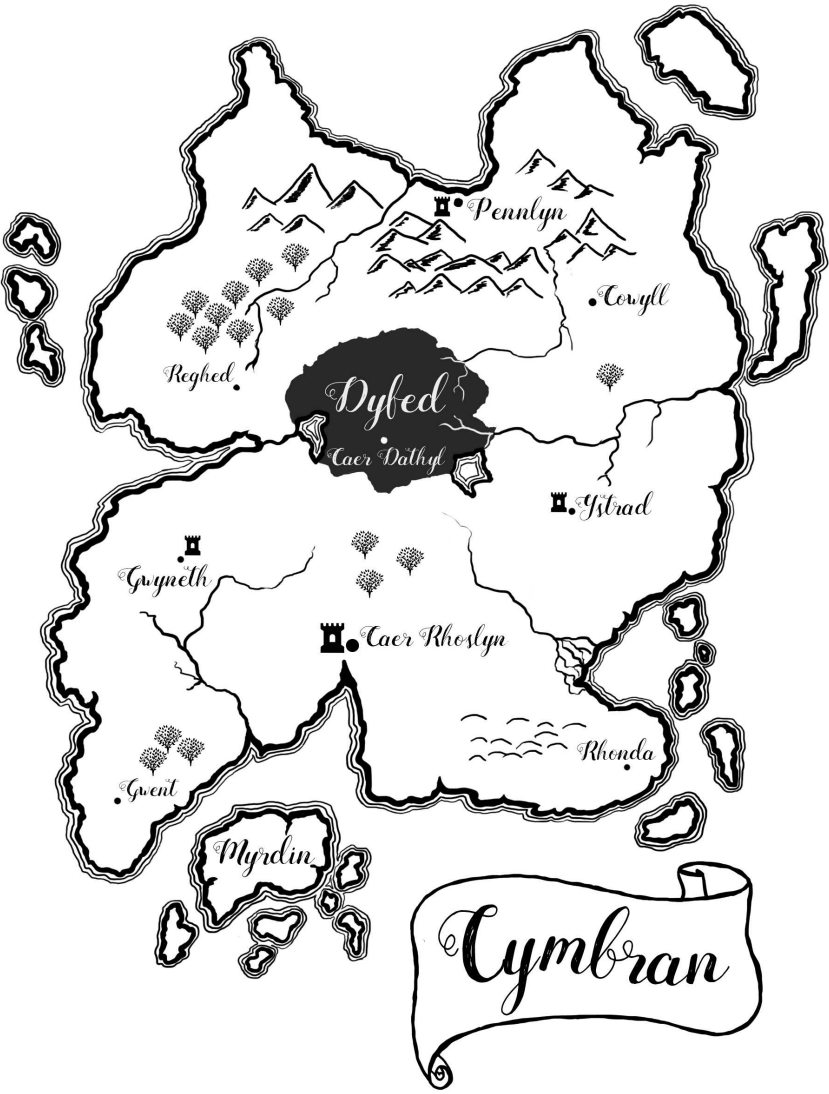 Pennlyn
Cowyll
Reghed
Dyfed
Caer Dathyl
Ystrad
Gwyneth
Caer Rhoslyn
Rhonda
Gwent
Myrdin
Cymbran